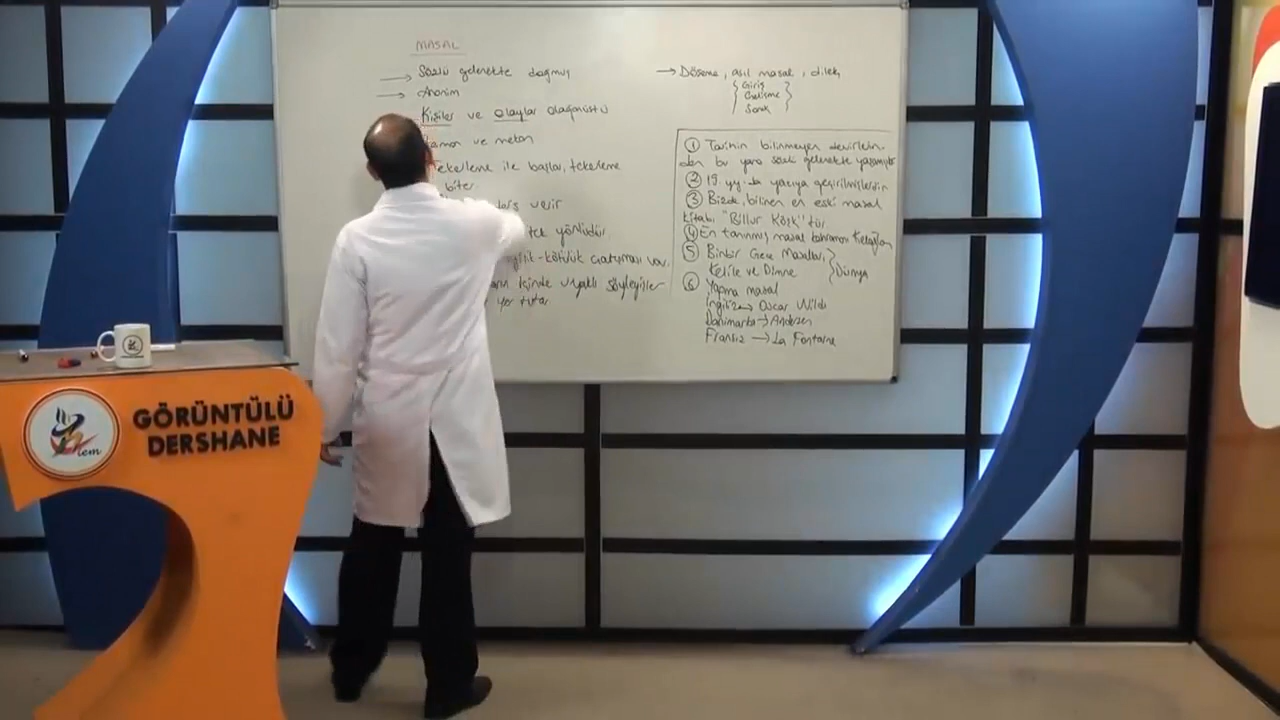 MASAL
→ Sözlü gelenekte doğmuş
→ Anonim
Kişiler ve olaylar olağanüstü
ve mekan
Tekerleme ile başlar, tekerleme
biter
ders verir
tek yönlüdür.
iyilik-kötülük çatışması var.
içinde uyaklı söyleyişler
yer tutar
→ Döşeme, asıl masal, dilek
Giriş
Gelişme
Sonuç
① Tarihin bilinmeyen devirlerin-
den bu yana sözlü gelenekte yaşamıştır
② 19. yy.da yazıya geçirilmişlerdir
③ Bizde, bilinen en eski masal
kitabı "Billur Köşk"tür.
④ En tanınmış masal kahramanı Keloğlan
⑤ Binbir Gece Masalları
Kelile ve Dimne
Dünya
⑥ Yapma masal
İngiliz → Oscar Wild
Danimarka → Andersen
Fransız → La Fontaine
GÖRÜNTÜLÜ
DERSHANE